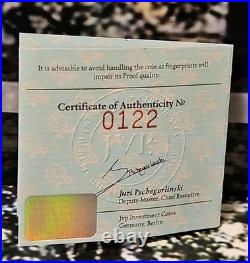 It is advisable to avoid handling the coin as fingerprints will
impair its Proof quality.
Certificate of Authenticity №
0122
Juri Pschegorlinski
Deputy Master, Chief Executive
Jvp Investment Coins
Germany, Berlin